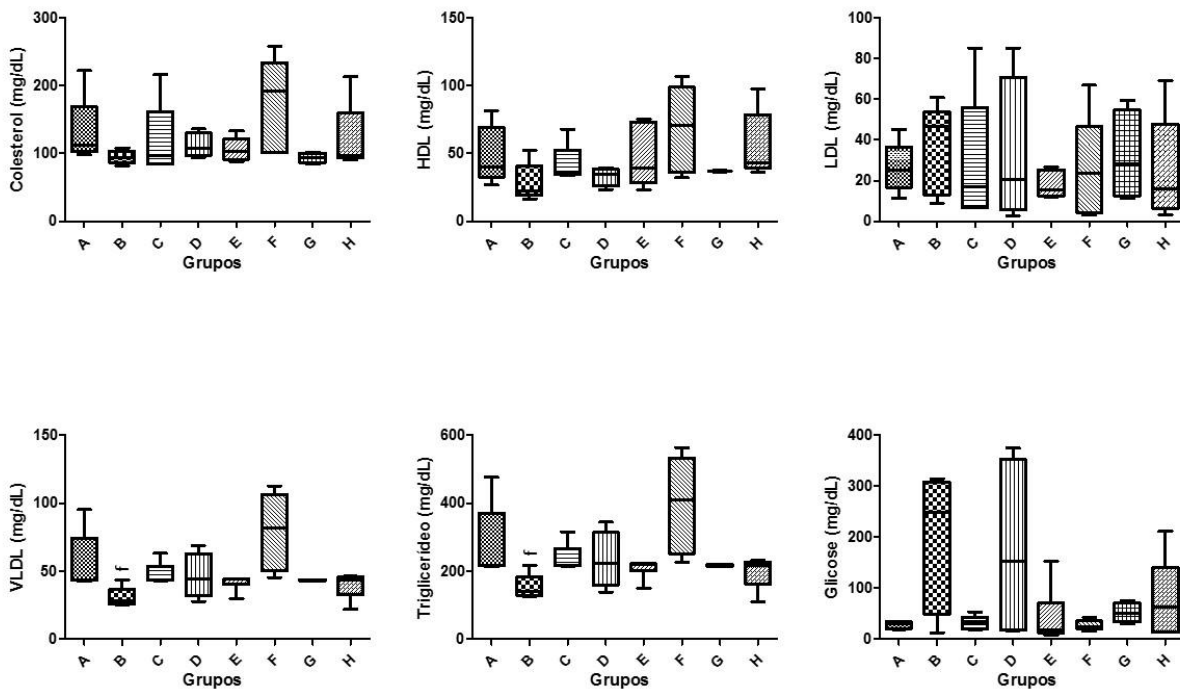 Colesterol (mg/dL)
300
200
100
0
A B C D E F G H
Grupos
HDL (mg/dL)
150
100
50
0
A B C D E F G H
Grupos
LDL (mg/dL)
100
80
60
40
20
0
A B C D E F G H
Grupos
VLDL (mg/dL)
150
100
50
0
f
A B C D E F G H
Grupos
Triglicerídeo (mg/dL)
600
400
200
0
f
A B C D E F G H
Grupos
Glicose (mg/dL)
400
300
200
100
0
A B C D E F G H
Grupos